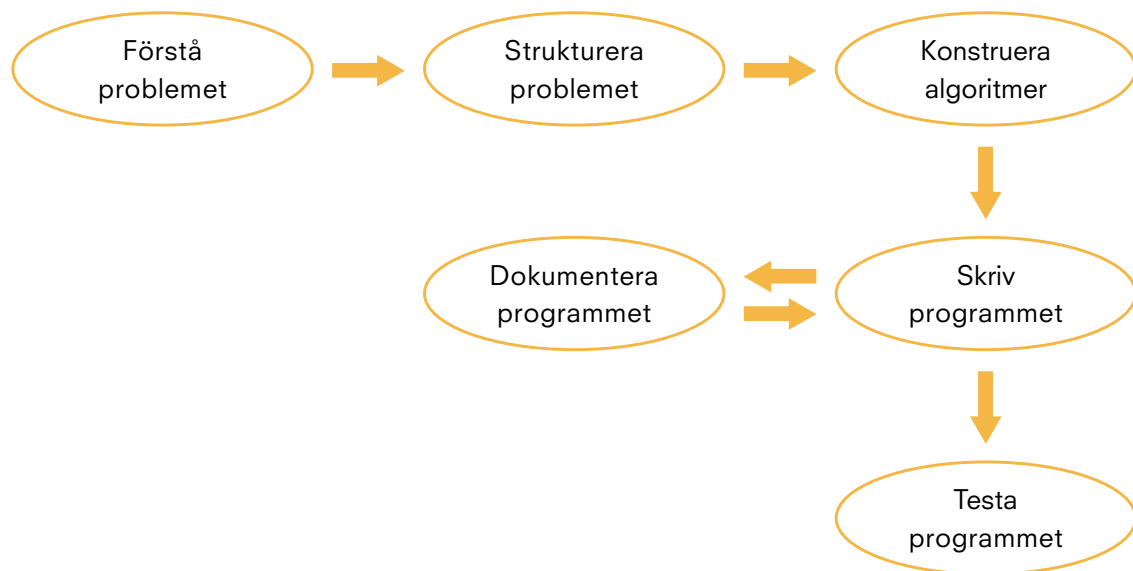 Förstå
problemet
Strukturera
problemet
Konstruera
algoritmer
Dokumentera
programmet
Skriv
programmet
Testa
programmet